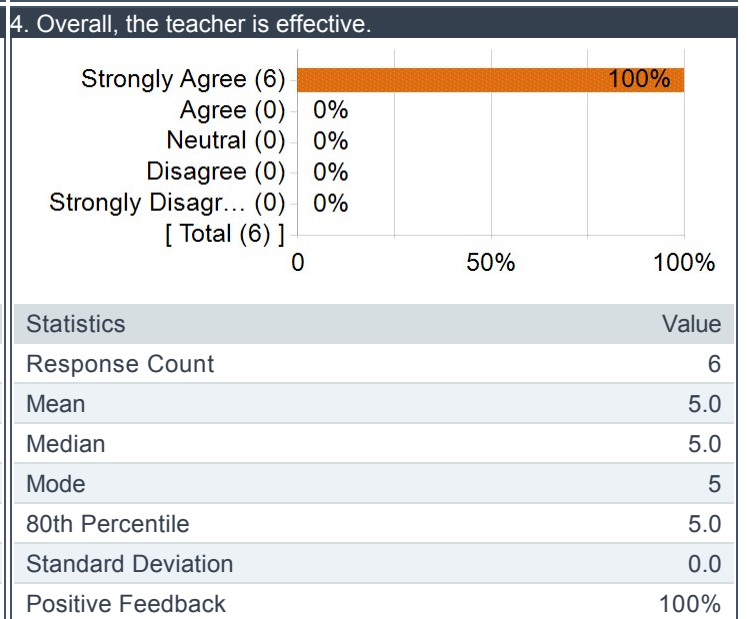 4. Overall, the teacher is effective.
Strongly Agree (6) 100%
Agree (0) 0%
Neutral (0) 0%
Disagree (0) 0%
Strongly Disagr... (0) 0%
[ Total (6) ]
0 50% 100%
Statistics Value
Response Count 6
Mean 5.0
Median 5.0
Mode 5
80th Percentile 5.0
Standard Deviation 0.0
Positive Feedback 100%